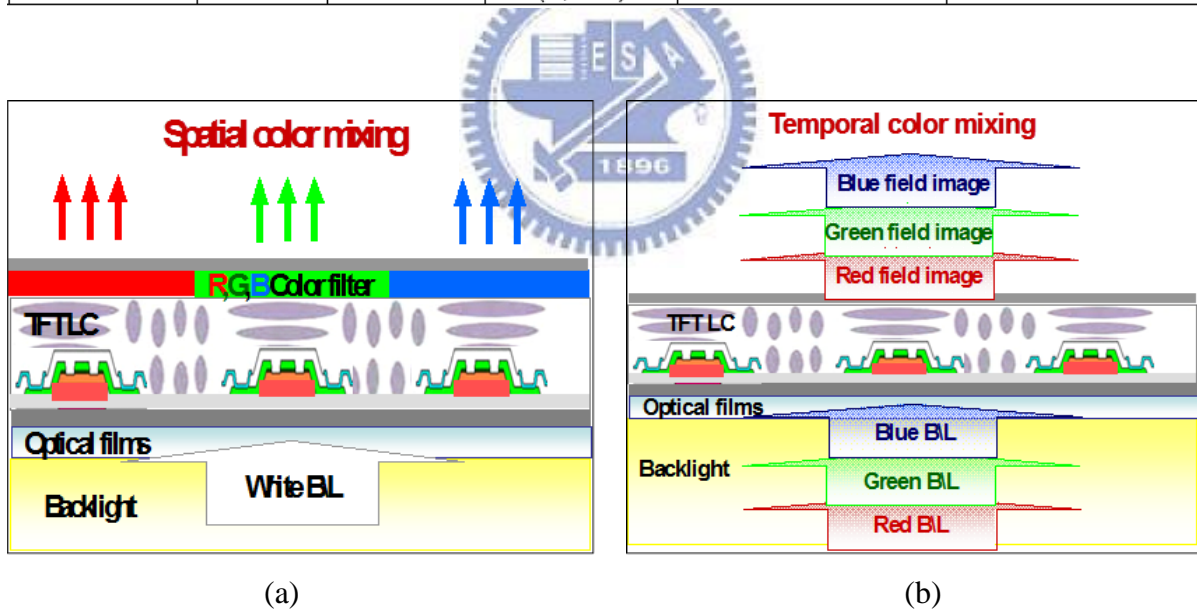 ESA
1896
Spatial color mixing
R,G,B Color filter
TFT LC
Optical films
White B\L
Backlight
(a)
Temporal color mixing
Blue field image
Green field image
Red field image
TFT LC
Optical films
Blue B\L
Backlight
Green B\L
Red B\L
(b)